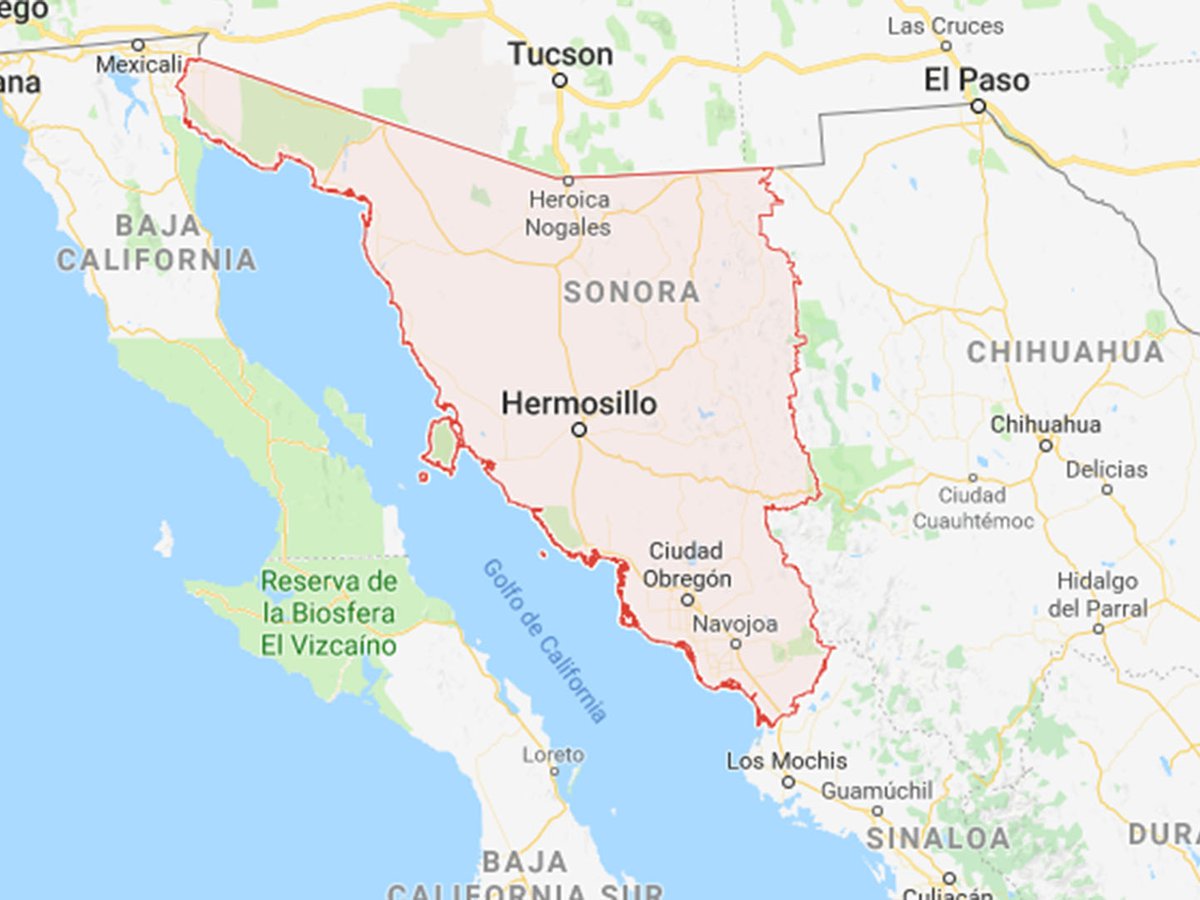 ego
Las Cruces
Mexicali
Tucson
El Paso
ana
Heroica
Nogales
BAJA
CALIFORNIA
SONORA
CHIHUAHUA
Hermosillo
Chihuahua
Delicias
Ciudad
Cuauhtémoc
Ciudad
Obregón
Golfo de California
Reserva de
la Biosfera
El Vizcaíno
Hidalgo
del Parral
Navojoa
Loreto
Los Mochis
Guamúchil
SINALOA
DURA
BAJA
CALIFORNIA SUR
Culiacán